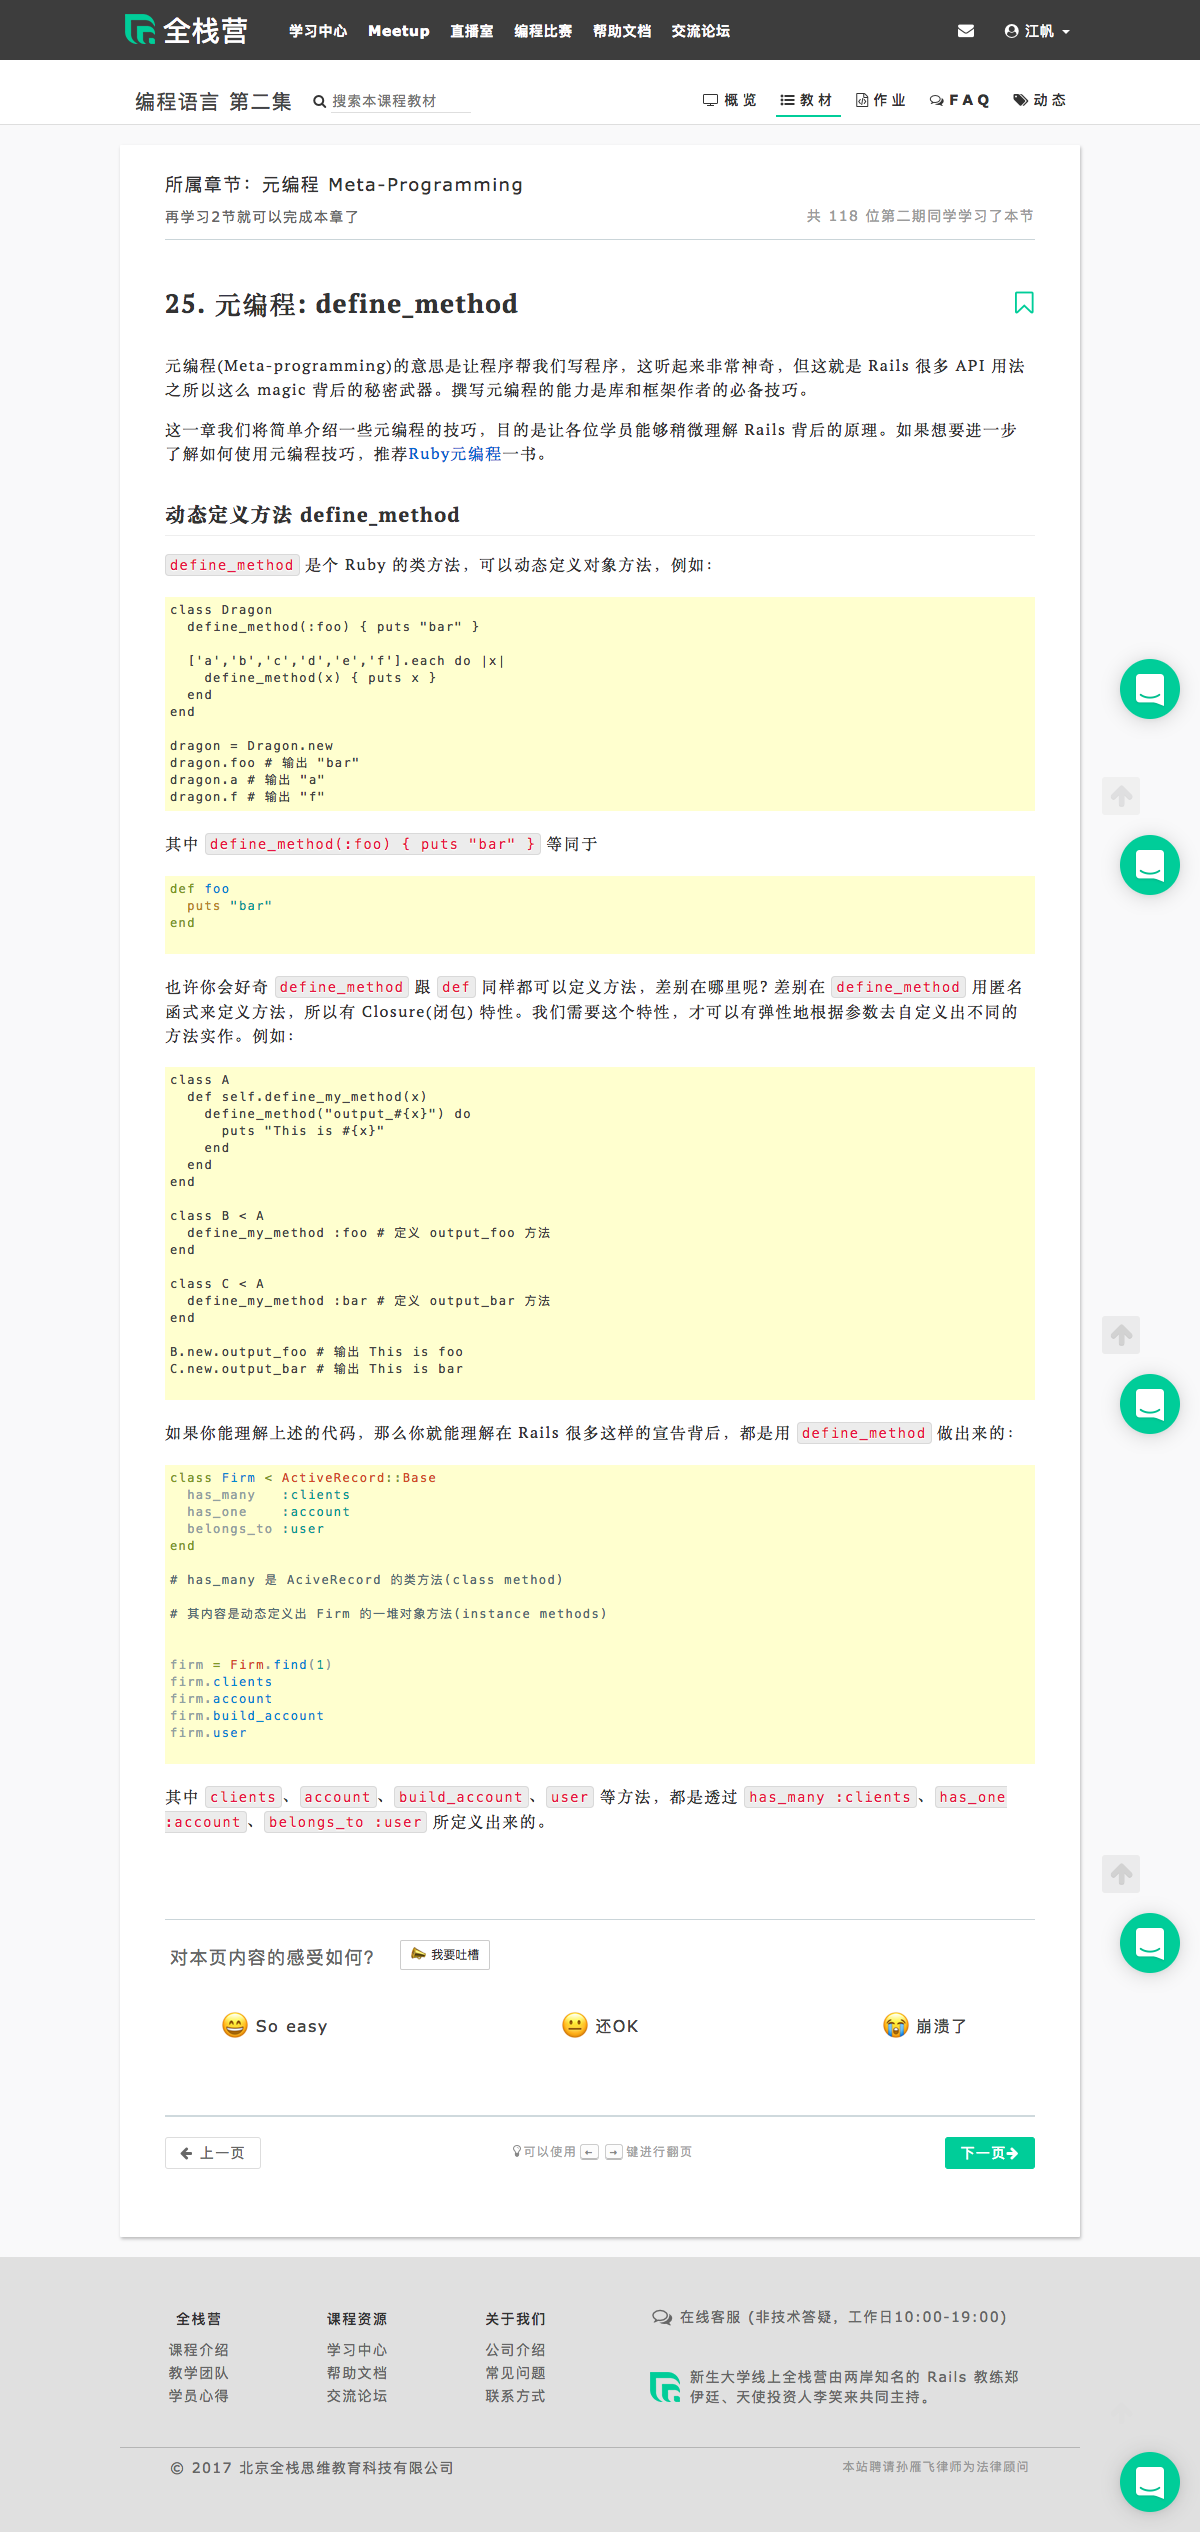 全栈营 学习中心 Meetup 直播室 编程比赛 帮助文档 交流论坛 江帆
编程语言 第二集 搜索本课程教材 概览 教材 作业 FAQ 动态
所属章节：元编程 Meta-Programming
再学习2节就可以完成本章了 共 118 位第二期同学学习了本节
25. 元编程: define_method
元编程(Meta-programming)的意思是让程序帮我们写程序，这听起来非常神奇，但这就是 Rails 很多 API 用法
之所以这么 magic 背后的秘密武器。撰写元编程的能力是库和框架作者的必备技巧。
这一章我们将简单介绍一些元编程的技巧，目的是让各位学员能够稍微理解 Rails 背后的原理。如果想要进一步
了解如何使用元编程技巧，推荐Ruby元编程一书。
动态定义方法 define_method
define_method 是个 Ruby 的类方法，可以动态定义对象方法，例如：
class Dragon
  define_method(:foo) { puts "bar" }
  ['a','b','c','d','e','f'].each do |x|
    define_method(x) { puts x }
  end
end
dragon = Dragon.new
dragon.foo # 输出 "bar"
dragon.a # 输出 "a"
dragon.f # 输出 "f"
其中 define_method(:foo) { puts "bar" } 等同于
def foo
  puts "bar"
end
也许你会好奇 define_method 跟 def 同样都可以定义方法，差别在哪里呢? 差别在 define_method 用匿名
函式来定义方法，所以有 Closure(闭包) 特性。我们需要这个特性，才可以有弹性地根据参数去自定义出不同的
方法实作。例如：
class A
  def self.define_my_method(x)
    define_method("output_#{x}") do
      puts "This is #{x}"
    end
  end
end
class B < A
  define_my_method :foo # 定义 output_foo 方法
end
class C < A
  define_my_method :bar # 定义 output_bar 方法
end
B.new.output_foo # 输出 This is foo
C.new.output_bar # 输出 This is bar
如果你能理解上述的代码，那么你就能理解在 Rails 很多这样的宣告背后，都是用 define_method 做出来的：
class Firm < ActiveRecord::Base
  has_many   :clients
  has_one    :account
  belongs_to :user
end
# has_many 是 AciveRecord 的类方法(class method)
# 其内容是动态定义出 Firm 的一堆对象方法(instance methods)
firm = Firm.find(1)
firm.clients
firm.account
firm.build_account
firm.user
其中 clients、account、build_account、user 等方法，都是透过 has_many :clients、has_one
:account、belongs_to :user 所定义出来的。
对本页内容的感受如何? 我要吐槽
So easy 还OK 崩溃了
上一页 可以使用 ← → 键进行翻页 下一页
全栈营 课程资源 关于我们 在线客服 (非技术答疑，工作日10:00-19:00)
课程介绍 学习中心 公司介绍
教学团队 帮助文档 常见问题 新生大学线上全栈营由两岸知名的 Rails 教练郑
学员心得 交流论坛 联系方式 伊廷、天使投资人李笑来共同主持。
© 2017 北京全栈思维教育科技有限公司 本站聘请孙雁飞律师为法律顾问